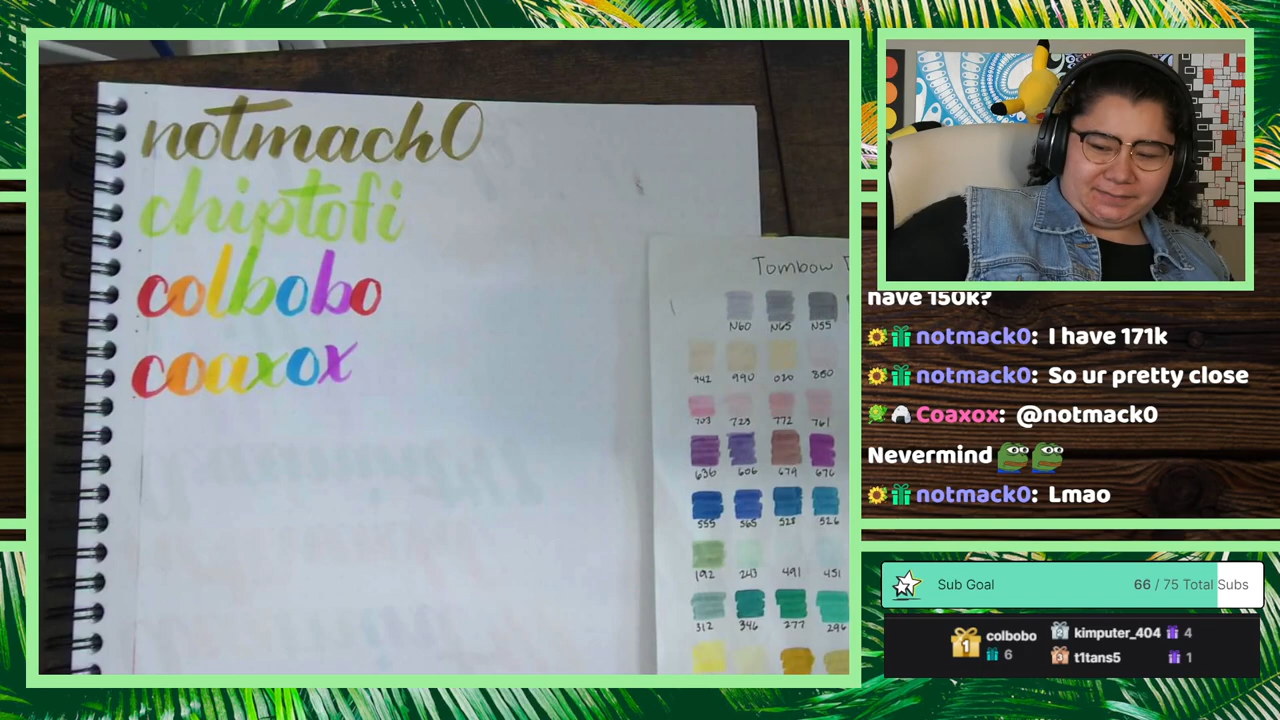 notmack0
chiptofi
colbobo
coaxox
Tombow
N60 N65 N55
942 990 020
703 723 772 761
636 606 679 676
555 565 528 526
192 243 491 451
312 346 277 296
have 150k?
notmack0: I have 171k
notmack0: So ur pretty close
Coaxox: @notmack0
Nevermind
notmack0: Lmao
Sub Goal 66 / 75 Total Subs
1 colbobo 6
2 kimputer_404 4
3 t1tans5 1